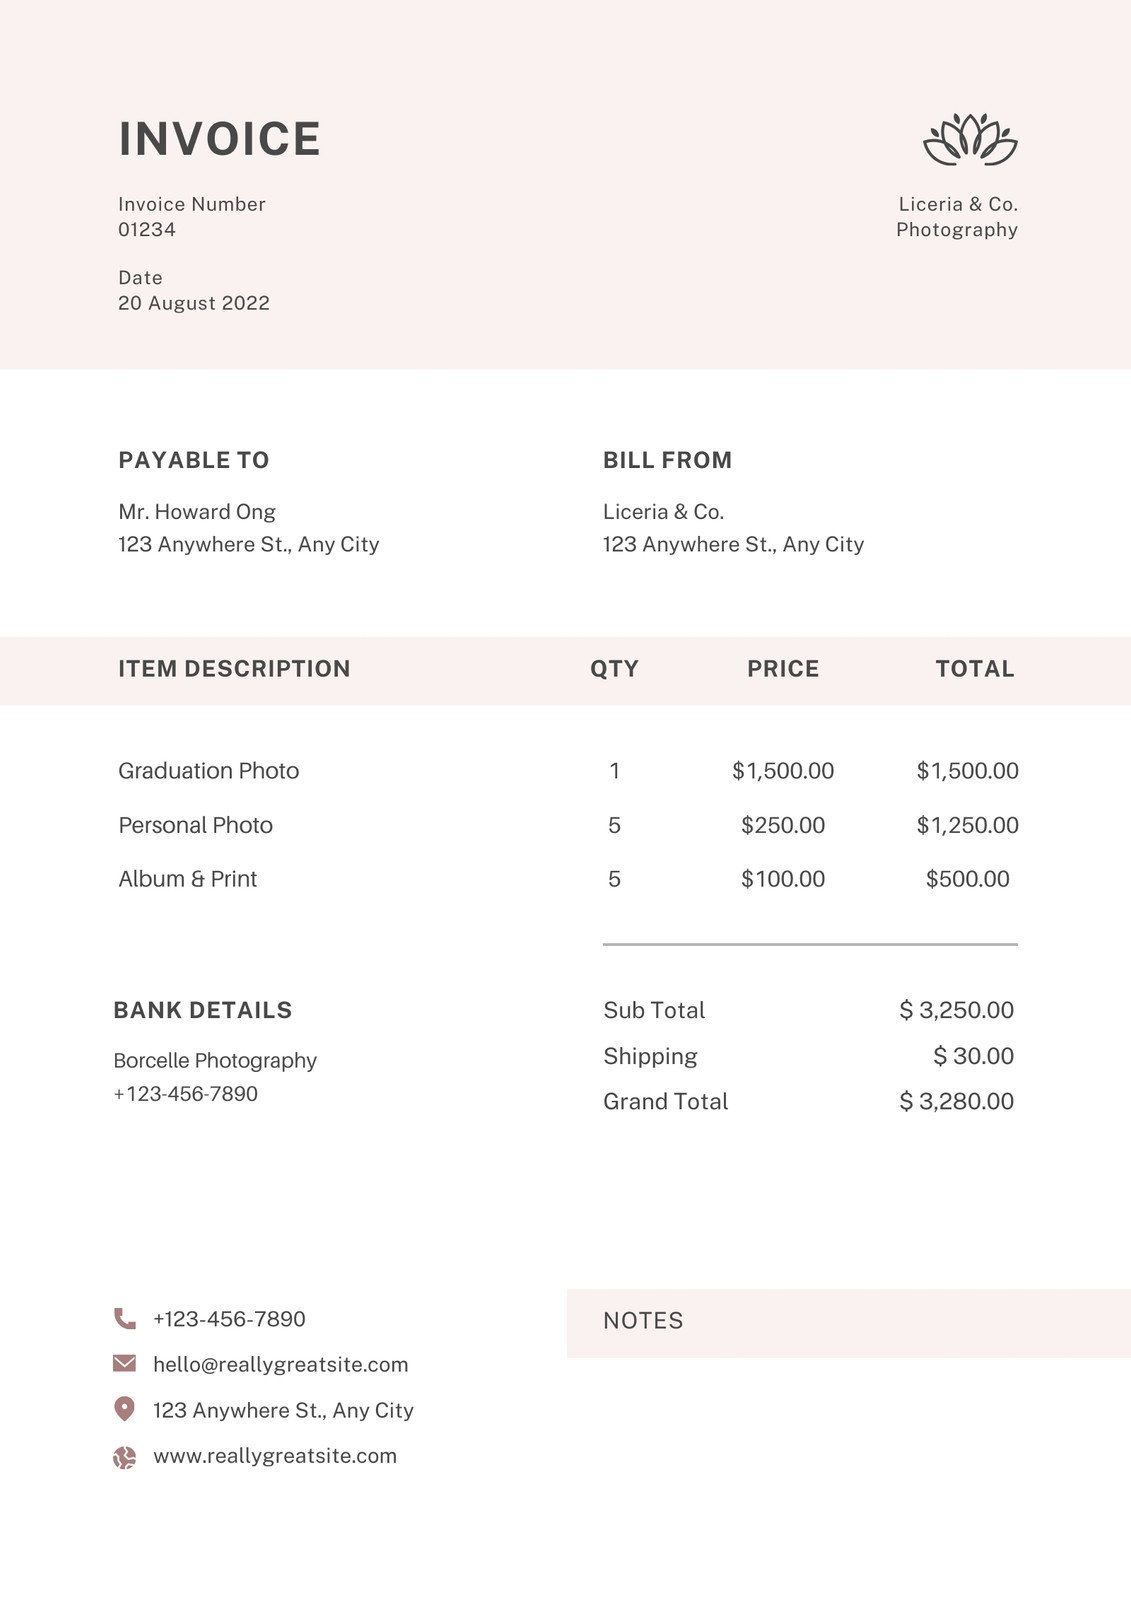 INVOICE
Invoice Number
01234
Date
20 August 2022
Liceria & Co.
Photography
PAYABLE TO
Mr. Howard Ong
123 Anywhere St., Any City
BILL FROM
Liceria & Co.
123 Anywhere St., Any City
ITEM DESCRIPTION QTY PRICE TOTAL
Graduation Photo 1 $1,500.00 $1,500.00
Personal Photo 5 $250.00 $1,250.00
Album & Print 5 $100.00 $500.00
BANK DETAILS
Borcelle Photography
+123-456-7890
Sub Total $ 3,250.00
Shipping $ 30.00
Grand Total $ 3,280.00
+123-456-7890
hello@reallygreatsite.com
123 Anywhere St., Any City
www.reallygreatsite.com
NOTES